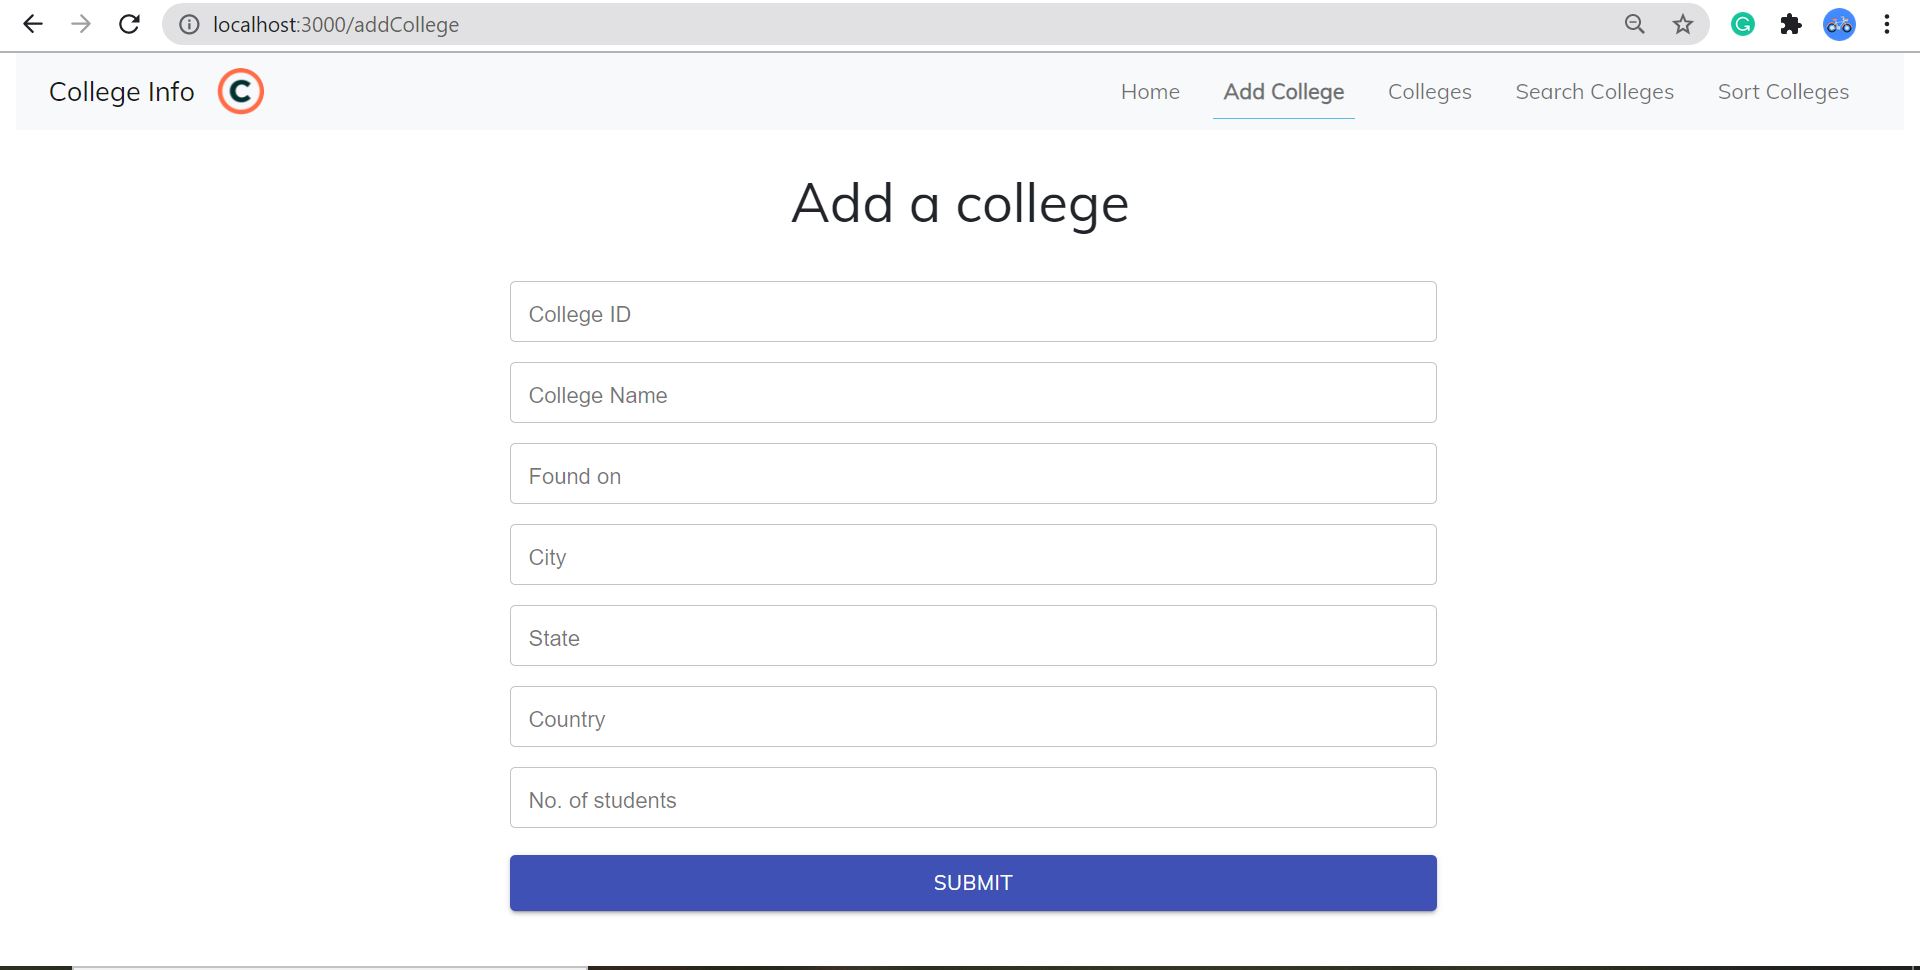 localhost:3000/addCollege
College Info C Home Add College Colleges Search Colleges Sort Colleges
Add a college
College ID
College Name
Found on
City
State
Country
No. of students
SUBMIT